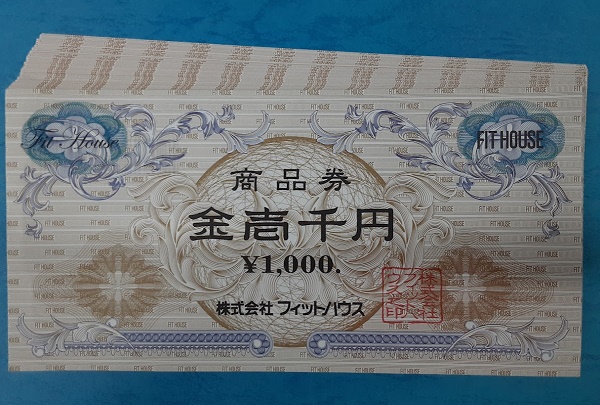 Fit House
FIT HOUSE
商品券
金壱千円
¥1,000.
株式会社 フィットハウス